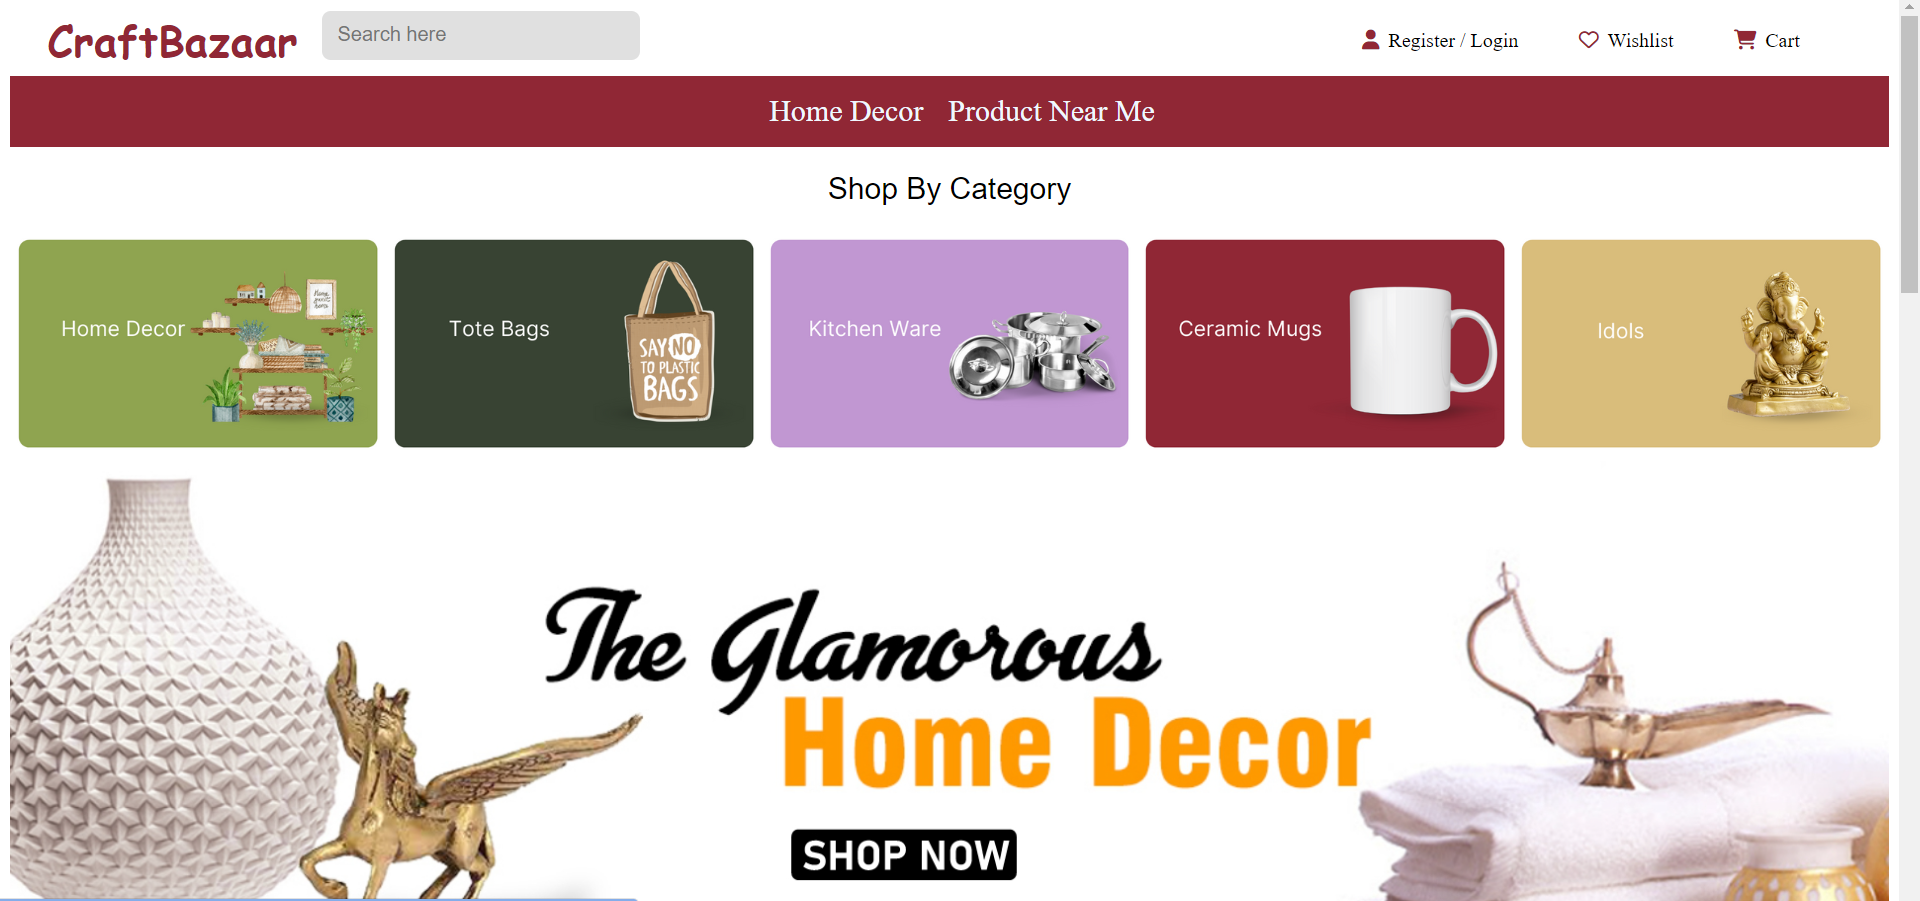 CraftBazaar
Search here
Register / Login
Wishlist
Cart
Home Decor
Product Near Me
Shop By Category
Home Decor
Tote Bags
SAY NO
TO PLASTIC
BAGS
Kitchen Ware
Ceramic Mugs
Idols
The Glamorous
Home Decor
SHOP NOW